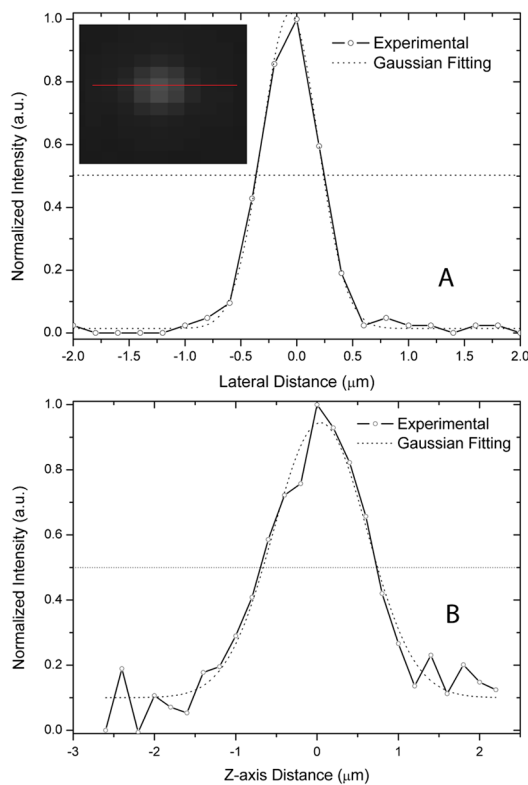 1.0
0.8
0.6
0.4
0.2
0.0
Normalized Intensity (a.u.)
Experimental
Gaussian Fitting
A
-2.0 -1.5 -1.0 -0.5 0.0 0.5 1.0 1.5 2.0
Lateral Distance (μm)
1.0
0.8
0.6
0.4
0.2
0.0
Normalized Intensity (a.u.)
Experimental
Gaussian Fitting
B
-3 -2 -1 0 1 2
Z-axis Distance (μm)